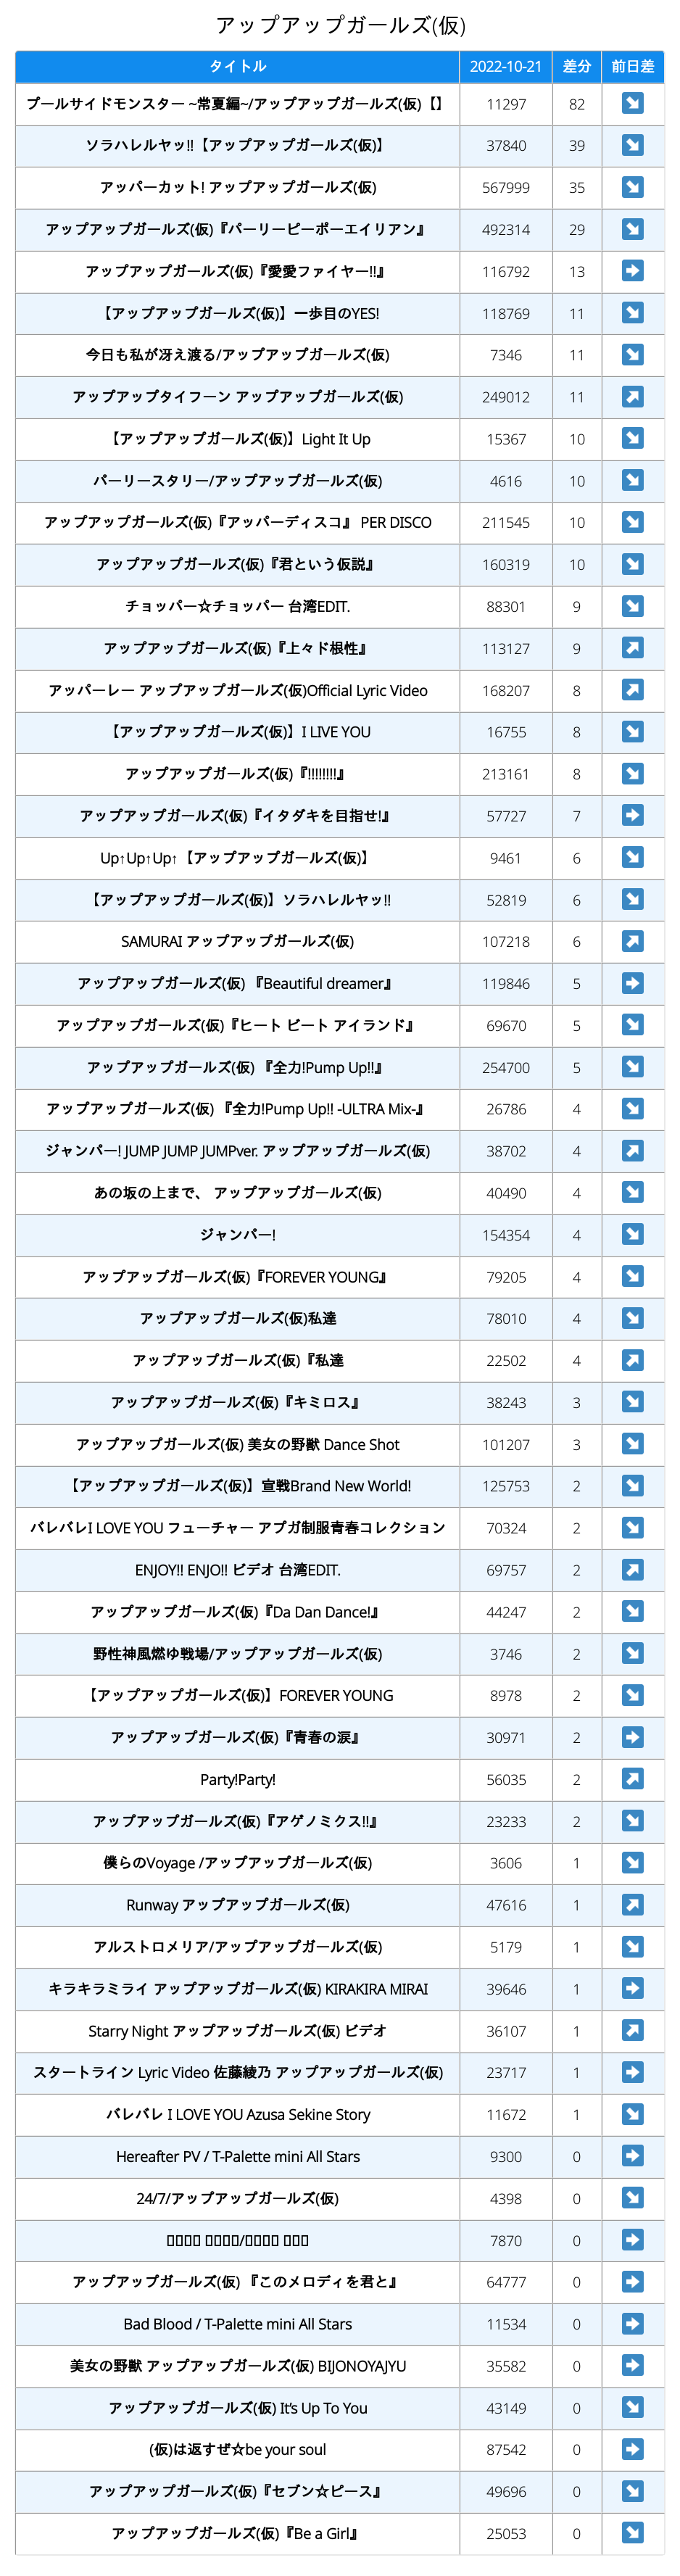 アップアップガールズ(仮)
タイトル 2022-10-21 差分 前日差
プールサイドモンスター ~常夏編~/アップアップガールズ(仮)【】 11297 82 ↘
ソラハレルヤッ!!【アップアップガールズ(仮)】 37840 39 ↘
アッパーカット! アップアップガールズ(仮) 567999 35 ↘
アップアップガールズ(仮)『パーリーピーポーエイリアン』 492314 29 ↘
アップアップガールズ(仮)『愛愛ファイヤー!!』 116792 13 ➡
【アップアップガールズ(仮)】一歩目のYES! 118769 11 ↘
今日も私が冴え渡る/アップアップガールズ(仮) 7346 11 ↘
アップアップタイフーン アップアップガールズ(仮) 249012 11 ↗
【アップアップガールズ(仮)】Light It Up 15367 10 ↘
パーリースタリー/アップアップガールズ(仮) 4616 10 ↘
アップアップガールズ(仮)『アッパーディスコ』 PER DISCO 211545 10 ↘
アップアップガールズ(仮)『君という仮説』 160319 10 ↘
チョッパー☆チョッパー 台湾EDIT. 88301 9 ↘
アップアップガールズ(仮)『上々ド根性』 113127 9 ↗
アッパーレー アップアップガールズ(仮)Official Lyric Video 168207 8 ↗
【アップアップガールズ(仮)】I LIVE YOU 16755 8 ↘
アップアップガールズ(仮)『!!!!!!!!』 213161 8 ↘
アップアップガールズ(仮)『イタダキを目指せ!』 57727 7 ➡
Up↑Up↑Up↑【アップアップガールズ(仮)】 9461 6 ↘
【アップアップガールズ(仮)】ソラハレルヤッ!! 52819 6 ↘
SAMURAI アップアップガールズ(仮) 107218 6 ↗
アップアップガールズ(仮) 『Beautiful dreamer』 119846 5 ➡
アップアップガールズ(仮)『ヒート ビート アイランド』 69670 5 ↘
アップアップガールズ(仮) 『全力!Pump Up!!』 254700 5 ↘
アップアップガールズ(仮) 『全力!Pump Up!! -ULTRA Mix-』 26786 4 ↘
ジャンパー! JUMP JUMP JUMPver. アップアップガールズ(仮) 38702 4 ↗
あの坂の上まで、 アップアップガールズ(仮) 40490 4 ↘
ジャンパー! 154354 4 ↘
アップアップガールズ(仮)『FOREVER YOUNG』 79205 4 ↘
アップアップガールズ(仮)私達 78010 4 ↘
アップアップガールズ(仮)『私達 22502 4 ↗
アップアップガールズ(仮)『キミロス』 38243 3 ↘
アップアップガールズ(仮) 美女の野獣 Dance Shot 101207 3 ↘
【アップアップガールズ(仮)】宣戦Brand New World! 125753 2 ↘
バレバレI LOVE YOU フューチャー アプガ制服青春コレクション 70324 2 ↘
ENJOY!! ENJO!! ビデオ 台湾EDIT. 69757 2 ↗
アップアップガールズ(仮)『Da Dan Dance!』 44247 2 ↘
野性神風燃ゆ戦場/アップアップガールズ(仮) 3746 2 ↘
【アップアップガールズ(仮)】FOREVER YOUNG 8978 2 ↘
アップアップガールズ(仮)『青春の涙』 30971 2 ➡
Party!Party! 56035 2 ↗
アップアップガールズ(仮)『アゲノミクス!!』 23233 2 ↘
僕らのVoyage /アップアップガールズ(仮) 3606 1 ↘
Runway アップアップガールズ(仮) 47616 1 ↗
アルストロメリア/アップアップガールズ(仮) 5179 1 ↘
キラキラミライ アップアップガールズ(仮) KIRAKIRA MIRAI 39646 1 ➡
Starry Night アップアップガールズ(仮) ビデオ 36107 1 ↗
スタートライン Lyric Video 佐藤綾乃 アップアップガールズ(仮) 23717 1 ➡
バレバレ I LOVE YOU Azusa Sekine Story 11672 1 ↘
Hereafter PV / T-Palette mini All Stars 9300 0 ➡
24/7/アップアップガールズ(仮) 4398 0 ↘
/ 7870 0 ➡
アップアップガールズ(仮) 『このメロディを君と』 64777 0 ➡
Bad Blood / T-Palette mini All Stars 11534 0 ➡
美女の野獣 アップアップガールズ(仮) BIJONOYAJYU 35582 0 ➡
アップアップガールズ(仮) It's Up To You 43149 0 ↘
(仮)は返すぜ☆be your soul 87542 0 ➡
アップアップガールズ(仮)『セブン☆ピース』 49696 0 ↘
アップアップガールズ(仮)『Be a Girl』 25053 0 ↘